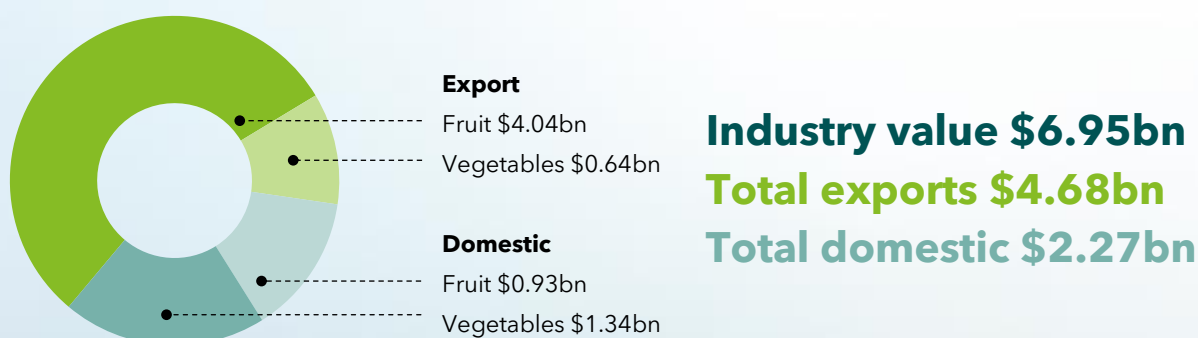 Export
Fruit $4.04bn
Vegetables $0.64bn
Domestic
Fruit $0.93bn
Vegetables $1.34bn
Industry value $6.95bn
Total exports $4.68bn
Total domestic $2.27bn